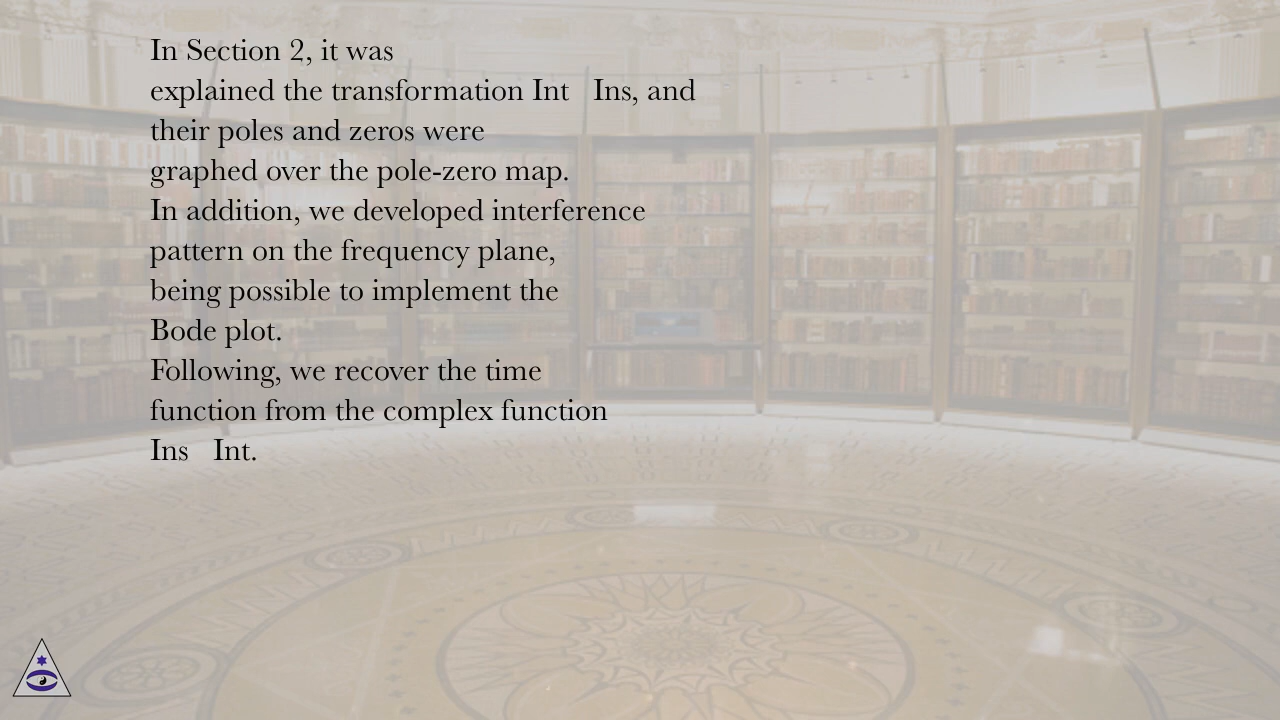 In Section 2, it was
explained the transformation Int   Ins, and
their poles and zeros were
graphed over the pole-zero map.
In addition, we developed interference
pattern on the frequency plane,
being possible to implement the
Bode plot.
Following, we recover the time
function from the complex function
Ins   Int.